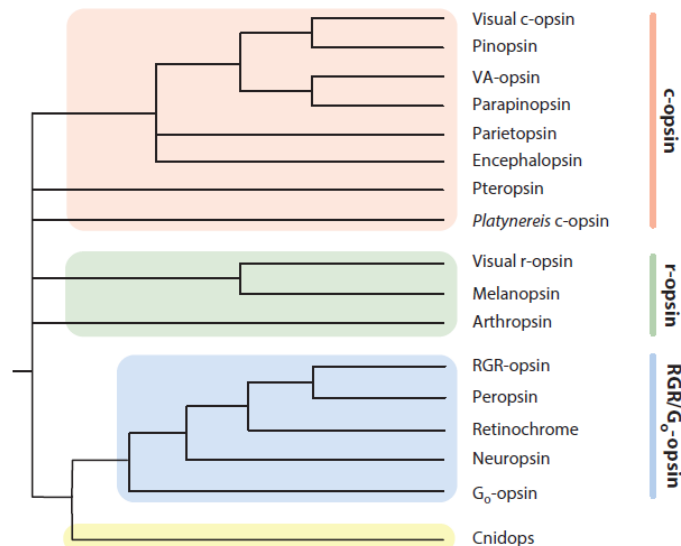 Visual c-opsin
Pinopsin
VA-opsin
Parapinopsin
Parietopsin
Encephalopsin
Pteropsin
Platynereis c-opsin
c-opsin
Visual r-opsin
Melanopsin
Arthropsin
r-opsin
RGR-opsin
Peropsin
Retinochrome
Neuropsin
Go-opsin
RGR/Go-opsin
Cnidops